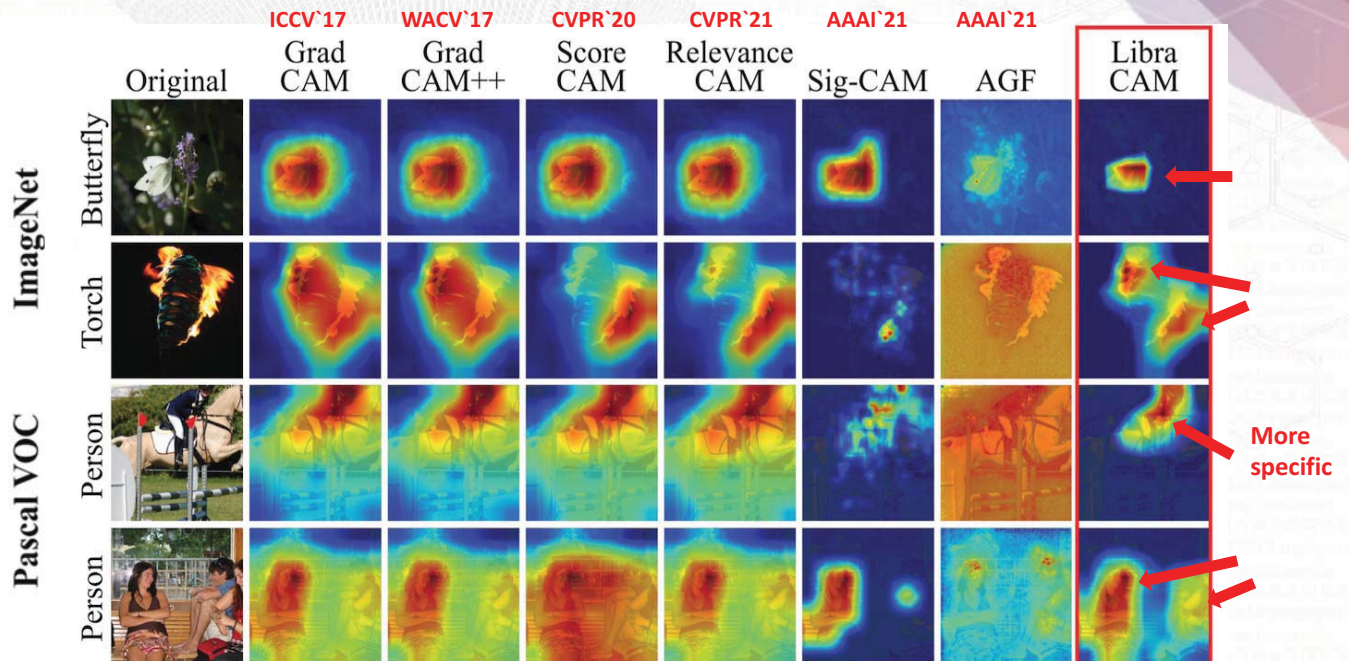 ICCV`17 WACV`17 CVPR`20 CVPR`21 AAAI`21 AAAI`21
Grad Grad Score Relevance Libra
Original CAM CAM++ CAM CAM Sig-CAM AGF CAM
ImageNet
Butterfly
Torch
Pascal VOC
Person
More
specific
Person